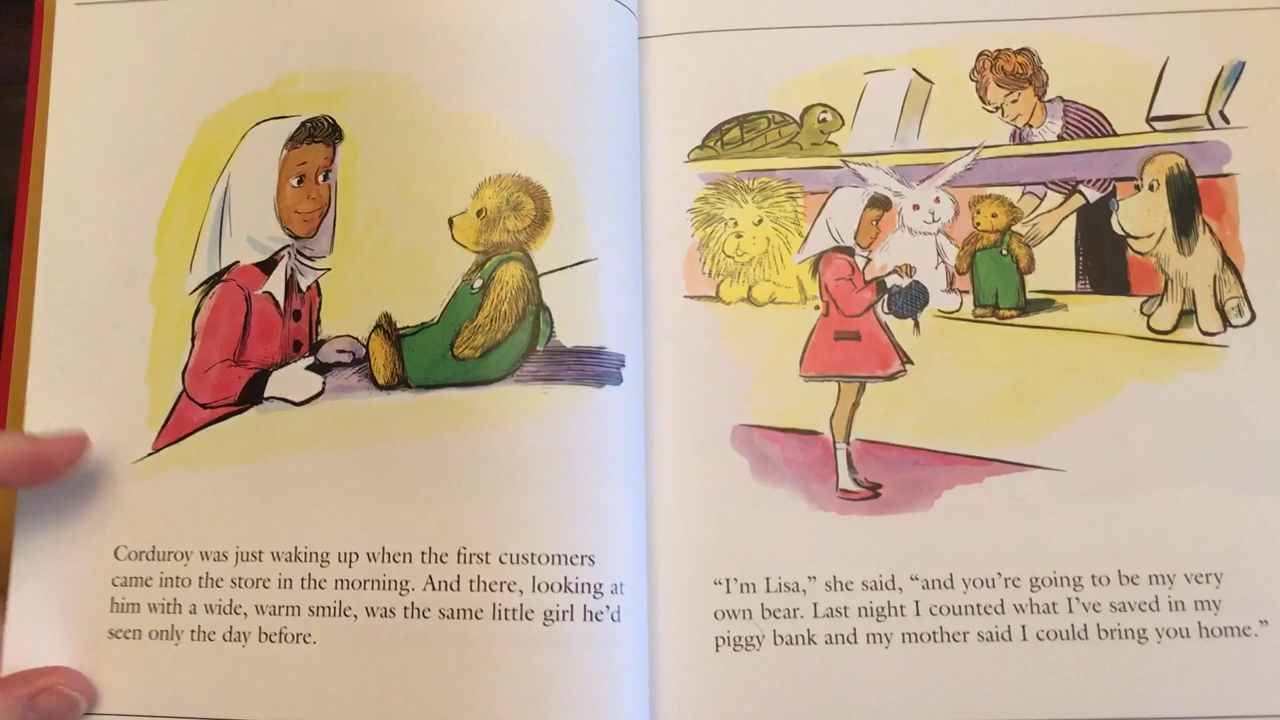 Corduroy was just waking up when the first customers
came into the store in the morning. And there, looking at
him with a wide, warm smile, was the same little girl he’d
seen only the day before.
“I’m Lisa,” she said, “and you’re going to be my very
own bear. Last night I counted what I’ve saved in my
piggy bank and my mother said I could bring you home.”